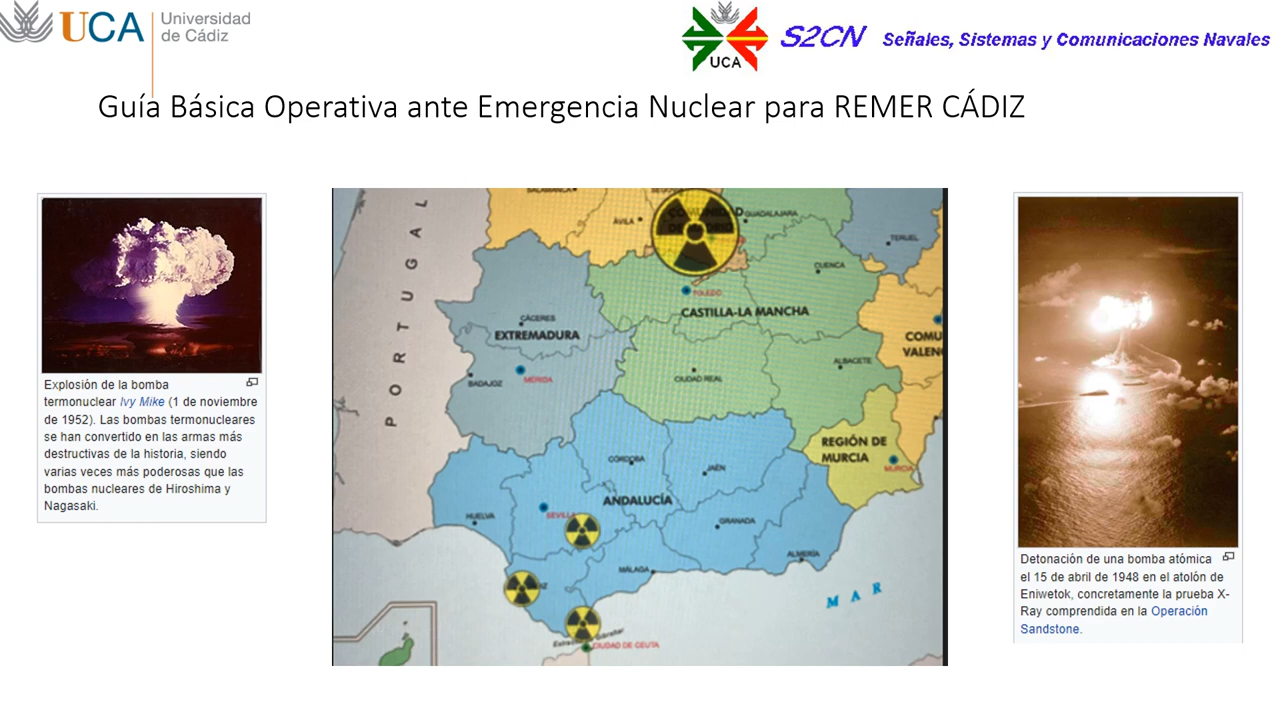 UCA
Universidad
de Cádiz
UCA
S2CN
Señales, Sistemas y Comunicaciones Navales
Guía Básica Operativa ante Emergencia Nuclear para REMER CÁDIZ
Explosión de la bomba
termonuclear Ivy Mike (1 de noviembre
de 1952). Las bombas termonucleares
se han convertido en las armas más
destructivas de la historia, siendo
varias veces más poderosas que las
bombas nucleares de Hiroshima y
Nagasaki.
SALAMANCA
ÁVILA
GUADALAJARA
TERUEL
CUENCA
TOLEDO
CASTILLA-LA MANCHA
PORTUGAL
CÁCERES
EXTREMADURA
COMU
VALEN
ALBACETE
BADAJOZ
MERIDA
CIUDAD REAL
REGIÓN DE
MURCIA
MURCIA
CÓRDOBA
JAÉN
ANDALUCÍA
HUELVA
SEVILLA
GRANADA
ALMERÍA
MÁLAGA
MAR
CIUDAD DE CEUTA
Detonación de una bomba atómica
el 15 de abril de 1948 en el atolón de
Eniwetok, concretamente la prueba X-
Ray comprendida en la Operación
Sandstone.